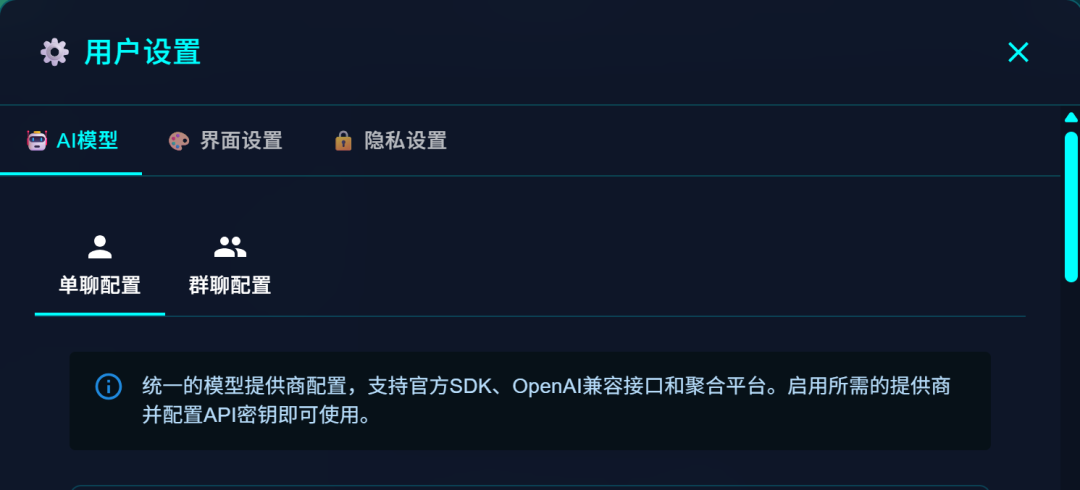 用户设置
AI模型
界面设置
隐私设置
单聊配置
群聊配置
统一的模型提供商配置，支持官方SDK、OpenAI兼容接口和聚合平台。启用所需的提供商
并配置API密钥即可使用。